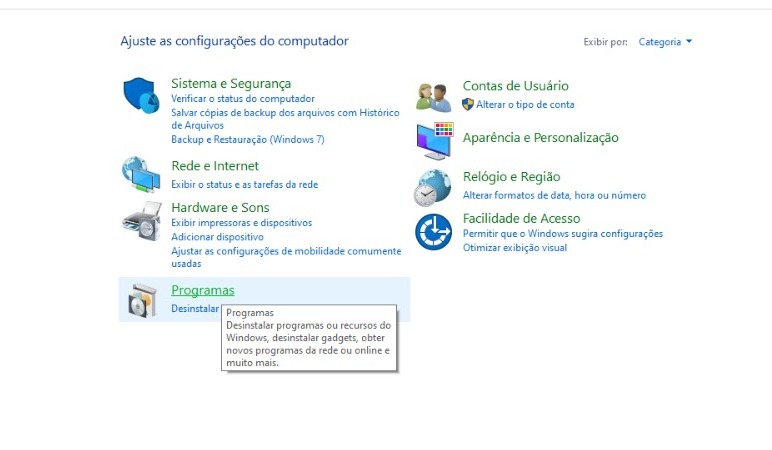 Ajuste as configurações do computador
Exibir por: Categoria
Sistema e Segurança
Verificar o status do computador
Salvar cópias de backup dos arquivos com Histórico
de Arquivos
Backup e Restauração (Windows 7)
Rede e Internet
Exibir o status e as tarefas da rede
Hardware e Sons
Exibir impressoras e dispositivos
Adicionar dispositivo
Ajustar as configurações de mobilidade comumente
usadas
Programas
Desinstalar
Programas
Desinstalar programas ou recursos do
Windows, desinstalar gadgets, obter
novos programas da rede ou online e
muito mais.
Contas de Usuário
Alterar o tipo de conta
Aparência e Personalização
Relógio e Região
Alterar formatos de data, hora ou número
Facilidade de Acesso
Permitir que o Windows sugira configurações
Otimizar exibição visual